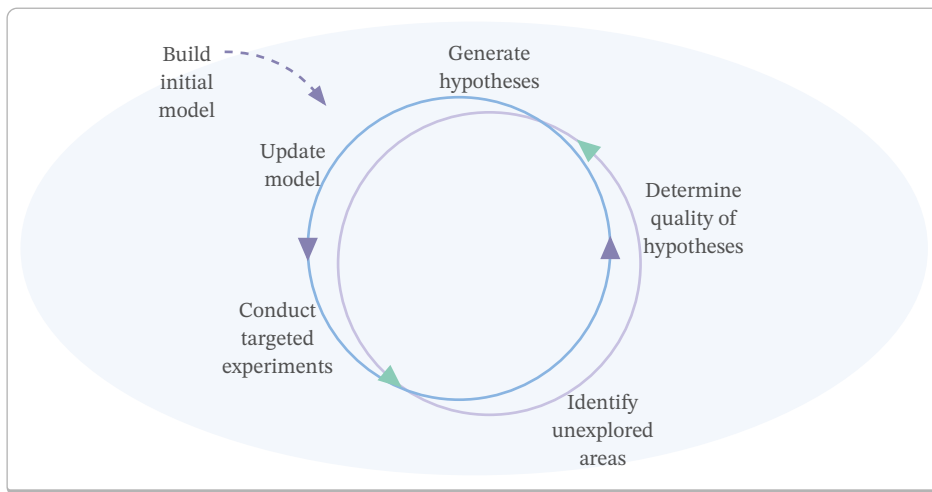 Build
initial
model
Generate
hypotheses
Update
model
Determine
quality of
hypotheses
Conduct
targeted
experiments
Identify
unexplored
areas